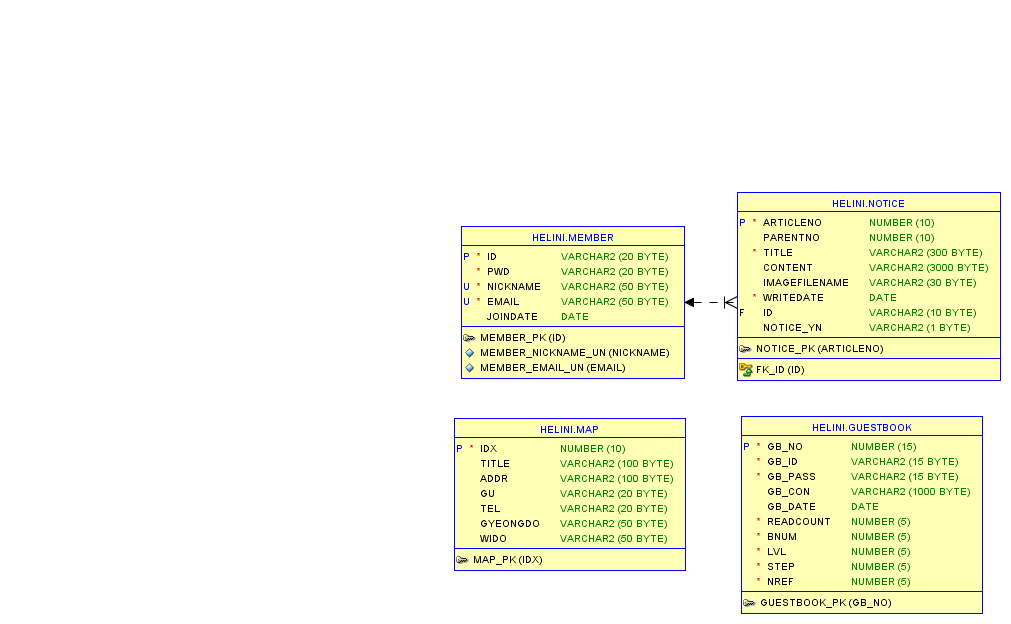 HELINI.MEMBER
P * ID VARCHAR2 (20 BYTE)
* PWD VARCHAR2 (20 BYTE)
U * NICKNAME VARCHAR2 (50 BYTE)
U * EMAIL VARCHAR2 (50 BYTE)
JOINDATE DATE
MEMBER_PK (ID)
MEMBER_NICKNAME_UN (NICKNAME)
MEMBER_EMAIL_UN (EMAIL)
HELINI.NOTICE
P * ARTICLENO NUMBER (10)
PARENTNO NUMBER (10)
* TITLE VARCHAR2 (300 BYTE)
CONTENT VARCHAR2 (3000 BYTE)
IMAGEFILENAME VARCHAR2 (30 BYTE)
* WRITEDATE DATE
F ID VARCHAR2 (10 BYTE)
NOTICE_YN VARCHAR2 (1 BYTE)
NOTICE_PK (ARTICLENO)
FK_ID (ID)
HELINI.MAP
P * IDX NUMBER (10)
TITLE VARCHAR2 (100 BYTE)
ADDR VARCHAR2 (100 BYTE)
GU VARCHAR2 (20 BYTE)
TEL VARCHAR2 (20 BYTE)
GYEONGDO VARCHAR2 (50 BYTE)
WIDO VARCHAR2 (50 BYTE)
MAP_PK (IDX)
HELINI.GUESTBOOK
P * GB_NO NUMBER (15)
* GB_ID VARCHAR2 (15 BYTE)
* GB_PASS VARCHAR2 (15 BYTE)
GB_CON VARCHAR2 (1000 BYTE)
GB_DATE DATE
* READCOUNT NUMBER (5)
* BNUM NUMBER (5)
* LVL NUMBER (5)
* STEP NUMBER (5)
* NREF NUMBER (5)
GUESTBOOK_PK (GB_NO)